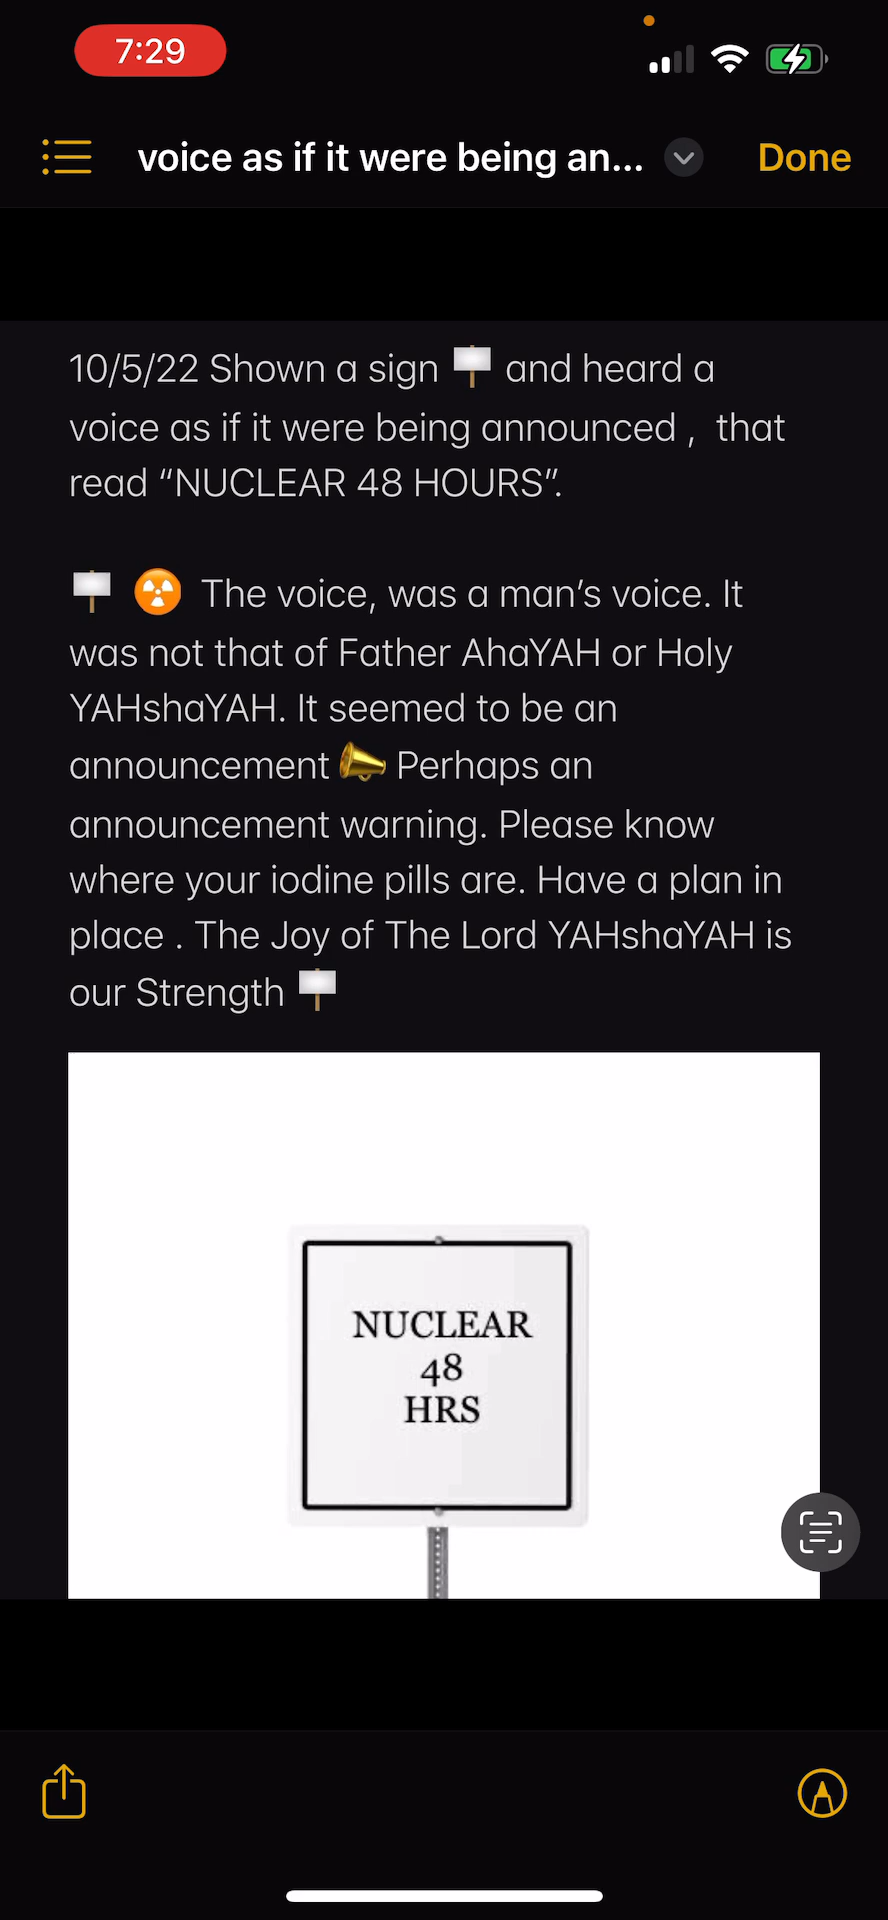 7:29
voice as if it were being an...
Done
10/5/22 Shown a sign 🪧 and heard a
voice as if it were being announced , that
read “NUCLEAR 48 HOURS”.
🪧 ☢️ The voice, was a man’s voice. It
was not that of Father AhaYAH or Holy
YAHshaYAH. It seemed to be an
announcement 📣 Perhaps an
announcement warning. Please know
where your iodine pills are. Have a plan in
place . The Joy of The Lord YAHshaYAH is
our Strength 🪧
NUCLEAR
48
HRS